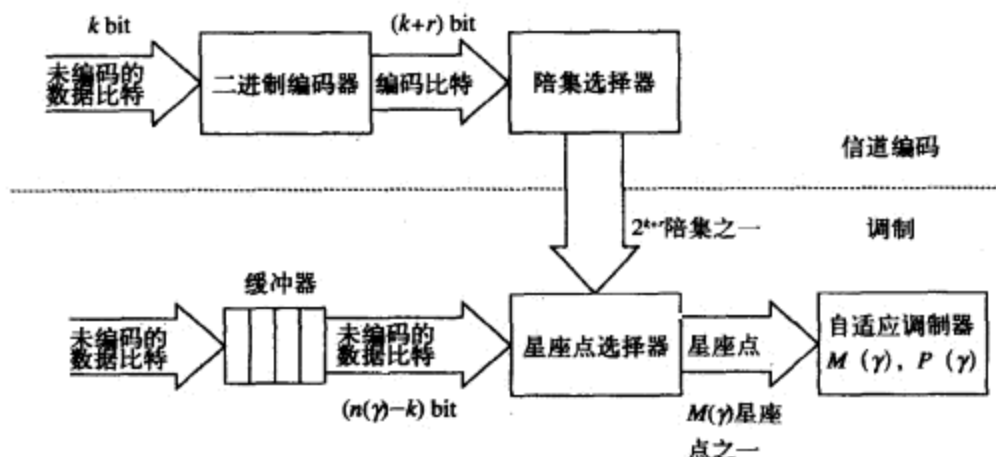 k bit
(k+r) bit
未编码的
数据比特
二进制编码器
编码比特
陪集选择器
信道编码
2^{k+r}陪集之一
调制
缓冲器
未编码的
数据比特
未编码的
数据比特
星座点选择器
星座点
自适应调制器
M (γ), P (γ)
(n(γ)−k) bit
M(γ)星座
点之一